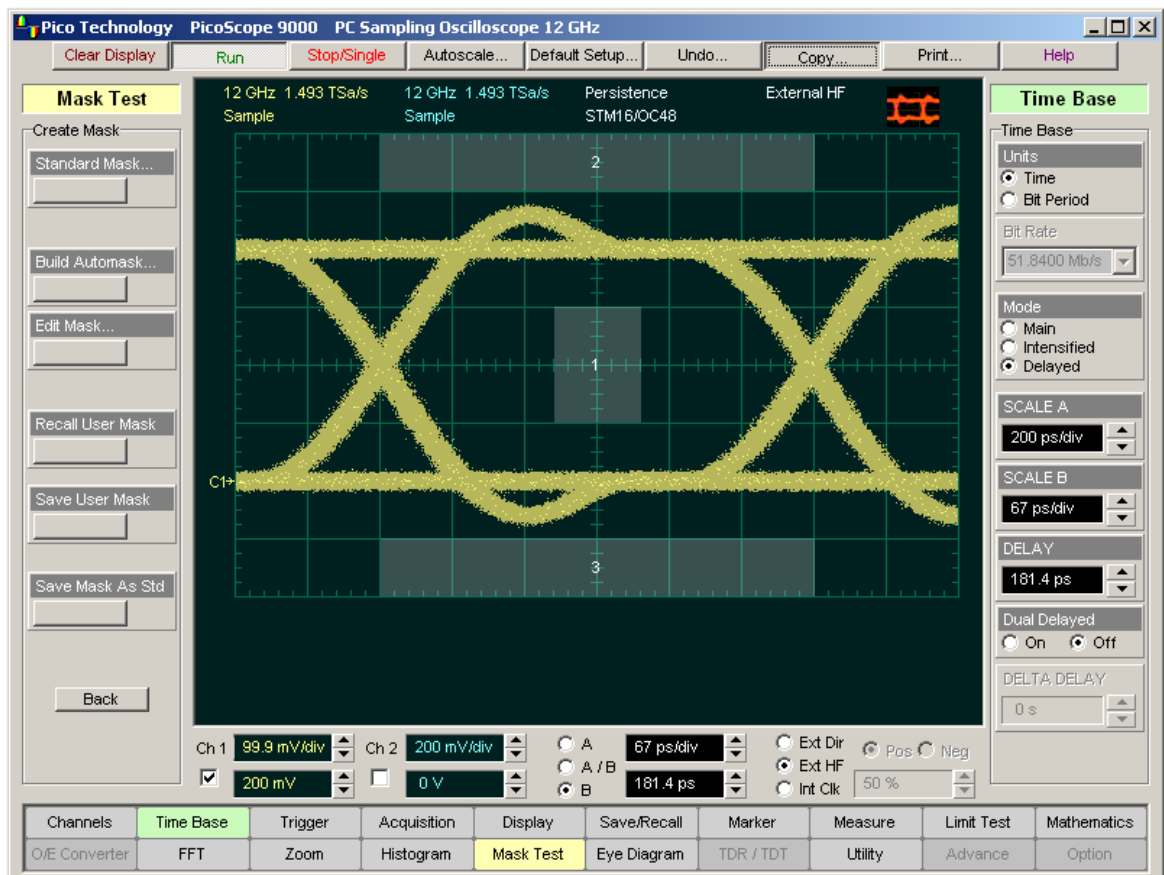 Pico Technology PicoScope 9000 PC Sampling Oscilloscope 12 GHz
Clear Display Run Stop/Single Autoscale... Default Setup... Undo... Copy... Print... Help
Mask Test
Create Mask
Standard Mask...
Build Automask...
Edit Mask...
Recall User Mask
Save User Mask
Save Mask As Std
Back
12 GHz 1.493 TSa/s 12 GHz 1.493 TSa/s Persistence External HF
Sample Sample STM16/OC48
2
1
C1
3
Time Base
Time Base
Units
Time
Bit Period
Bit Rate
51.8400 Mb/s
Mode
Main
Intensified
Delayed
SCALE A
200 ps/div
SCALE B
67 ps/div
DELAY
181.4 ps
Dual Delayed
On Off
DELTA DELAY
0 s
Ch 1 99.9 mV/div Ch 2 200 mV/div A 67 ps/div Ext Dir Pos Neg
A / B Ext HF
200 mV 0 V B 181.4 ps Int Clk 50 %
Channels Time Base Trigger Acquisition Display Save/Recall Marker Measure Limit Test Mathematics
O/E Converter FFT Zoom Histogram Mask Test Eye Diagram TDR / TDT Utility Advance Option